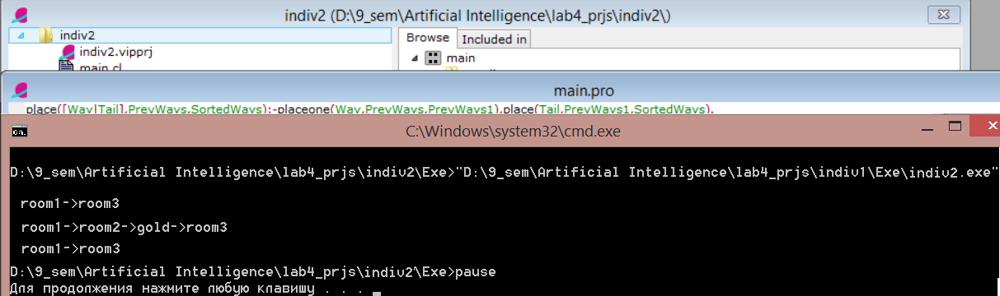 indiv2 (D:\9_sem\Artificial Intelligence\lab4_prjs\indiv2\)
indiv2
indiv2.vipprj
main.cl
Browse
Included in
main
main.pro
place([Way|Tail],PrevWays,SortedWays):-placeone(Way,PrevWays,PrevWays1),place(Tail,PrevWays1,SortedWays).
C:\Windows\system32\cmd.exe
D:\9_sem\Artificial Intelligence\lab4_prjs\indiv2\Exe>"D:\9_sem\Artificial Intelligence\lab4_prjs\indiv1\Exe\indiv2.exe"
room1->room3
room1->room2->gold->room3
room1->room3
D:\9_sem\Artificial Intelligence\lab4_prjs\indiv2\Exe>pause
Для продолжения нажмите любую клавишу . . .